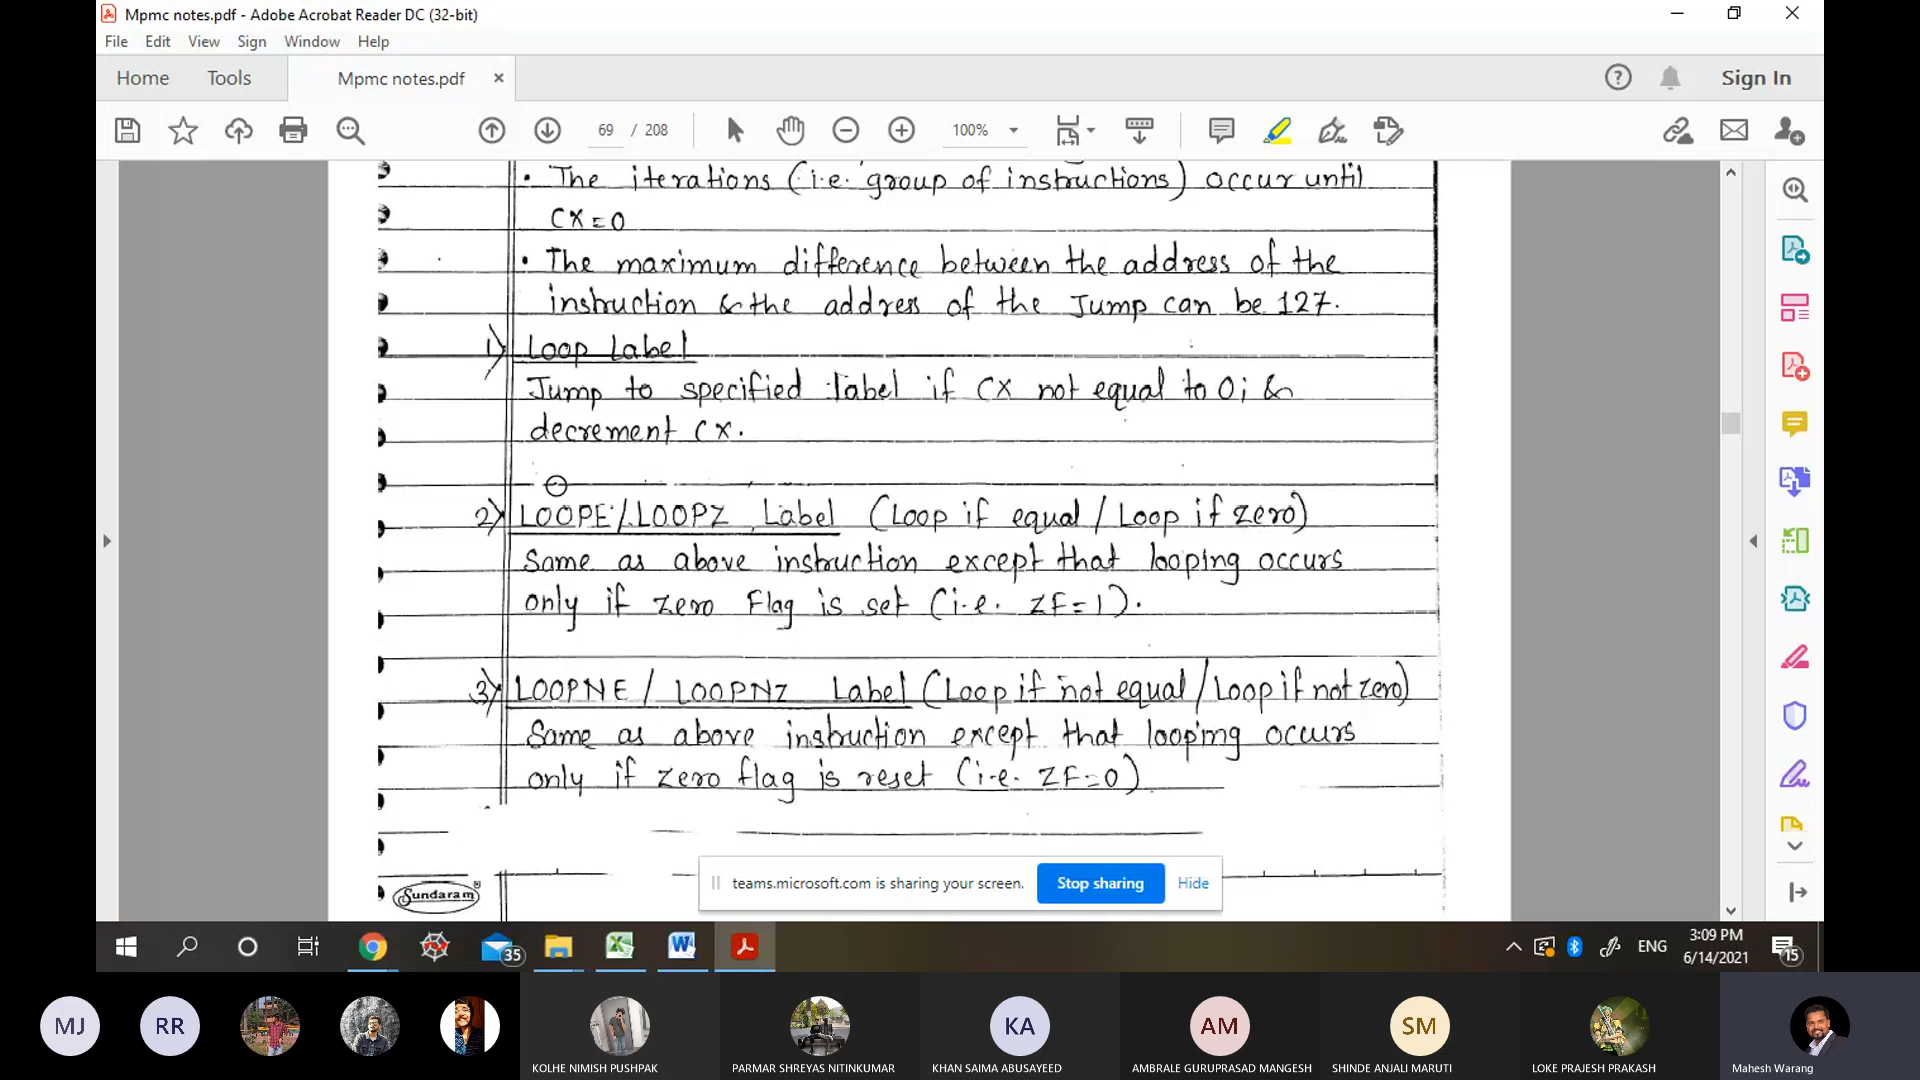 Mpmc notes.pdf - Adobe Acrobat Reader DC (32-bit)
File Edit View Sign Window Help
Home Tools Mpmc notes.pdf × Sign In
69 / 208 100%
• The iterations (i.e. group of instructions) occur until
CX=0
• The maximum difference between the address of the
instruction & the address of the Jump can be 127.
1) Loop Label
Jump to specified label if CX not equal to 0; &
decrement CX.
2) LOOPE/LOOPZ Label (Loop if equal / Loop if zero)
Same as above instruction except that looping occurs
only if zero Flag is set (i.e. ZF=1).
3) LOOPNE / LOOPNZ Label (Loop if not equal / Loop if not zero)
Same as above instruction except that looping occurs
only if zero flag is reset (i.e. ZF=0)
Sundaram
teams.microsoft.com is sharing your screen. Stop sharing Hide
35
ENG
3:09 PM
6/14/2021
15
MJ RR KA AM SM
KOLHE NIMISH PUSHPAK PARMAR SHREYAS NITINKUMAR KHAN SAIMA ABUSAYEED AMBRALE GURUPRASAD MANGESH SHINDE ANJALI MARUTI LOKE PRAJESH PRAKASH Mahesh Warang